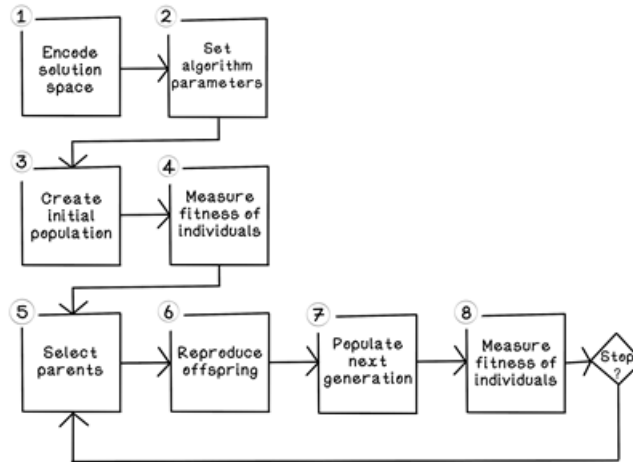 1
Encode
solution
space
2
Set
algorithm
parameters
3
Create
initial
population
4
Measure
fitness of
individuals
5
Select
parents
6
Reproduce
offspring
7
Populate
next
generation
8
Measure
fitness of
individuals
Stop
?